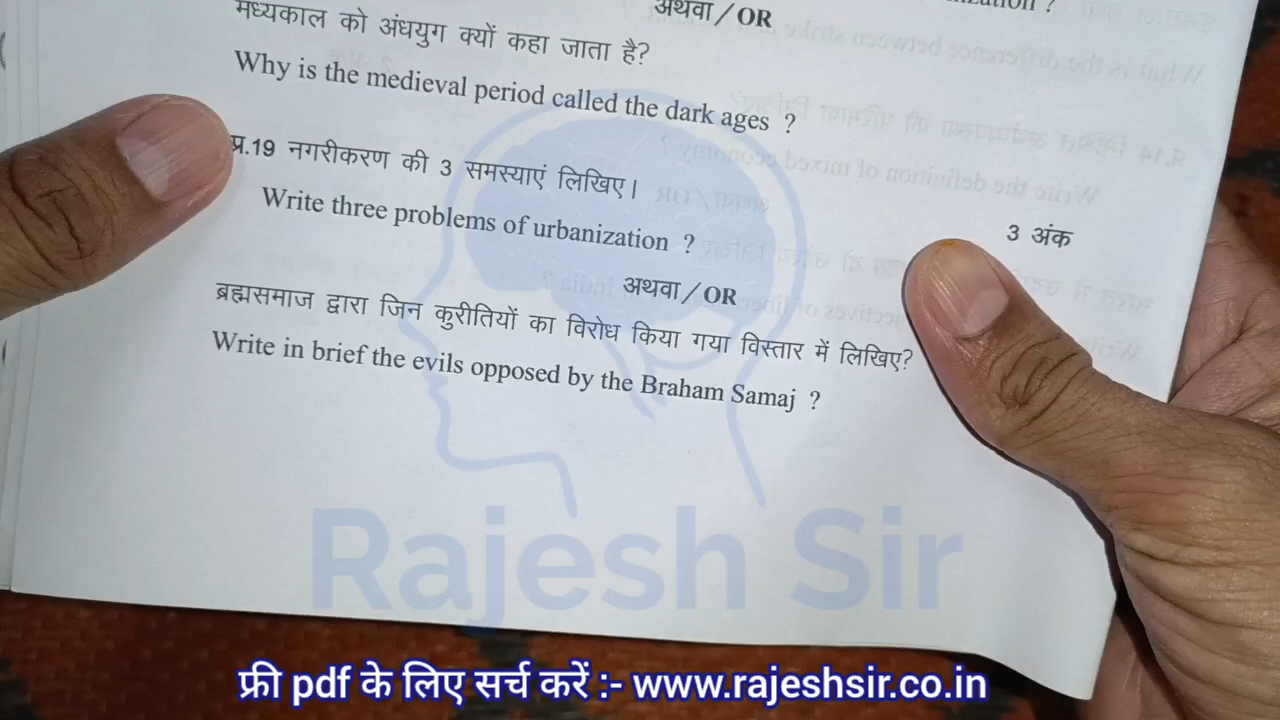 अथवा/OR
मध्यकाल को अंधयुग क्यों कहा जाता है?
Why is the medieval period called the dark ages ?
प्र.19 नगरीकरण की 3 समस्याएं लिखिए।
3 अंक
Write three problems of urbanization ?
अथवा/OR
ब्रह्मसमाज द्वारा जिन कुरीतियों का विरोध किया गया विस्तार में लिखिए?
Write in brief the evils opposed by the Braham Samaj ?
Rajesh Sir
फ्री pdf के लिए सर्च करें :- www.rajeshsir.co.in